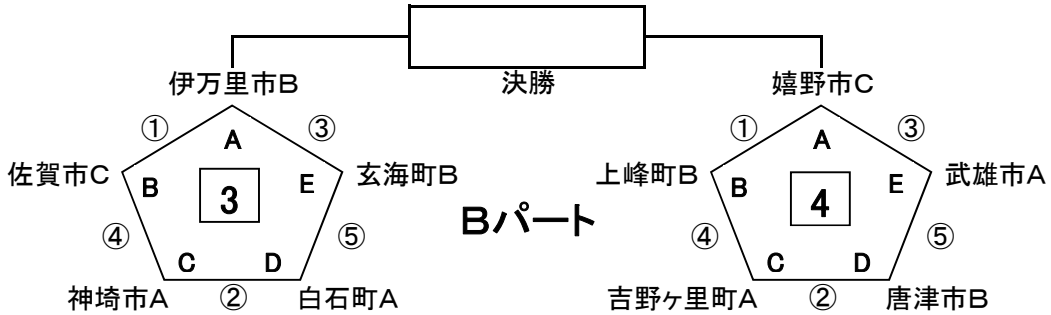 決勝
伊万里市B 嬉野市C
① ③ ① ③
A A
佐賀市C B 3 E 玄海町B 上峰町B B 4 E 武雄市A
Bパート
④ ⑤ ④ ⑤
C D C D
神埼市A ② 白石町A 吉野ヶ里町A ② 唐津市B